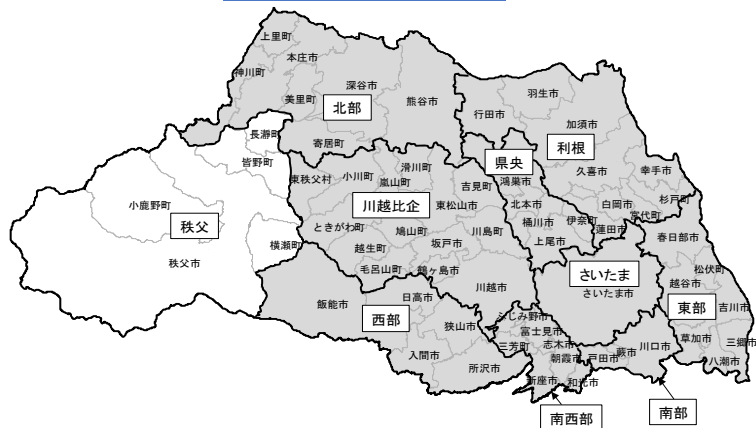 上里町
本庄市
神川町
深谷市
美里町
熊谷市
北部
寄居町
長瀞町
皆野町
小鹿野町
秩父
横瀬町
秩父市
羽生市
行田市
加須市
利根
県央
鴻巣市
久喜市
幸手市
北本市
白岡市
杉戸町
宮代町
桶川市
伊奈町
蓮田市
上尾市
東秩父村
小川町
滑川町
嵐山町
吉見町
川越比企
東松山市
ときがわ町
鳩山町
川島町
越生町
坂戸市
毛呂山町
鶴ヶ島市
川越市
さいたま
さいたま市
春日部市
松伏町
越谷市
東部
吉川市
草加市
三郷市
八潮市
飯能市
日高市
西部
狭山市
入間市
所沢市
ふじみ野市
富士見市
三芳町
志木市
朝霞市
新座市
和光市
戸田市
蕨市
川口市
南西部
南部